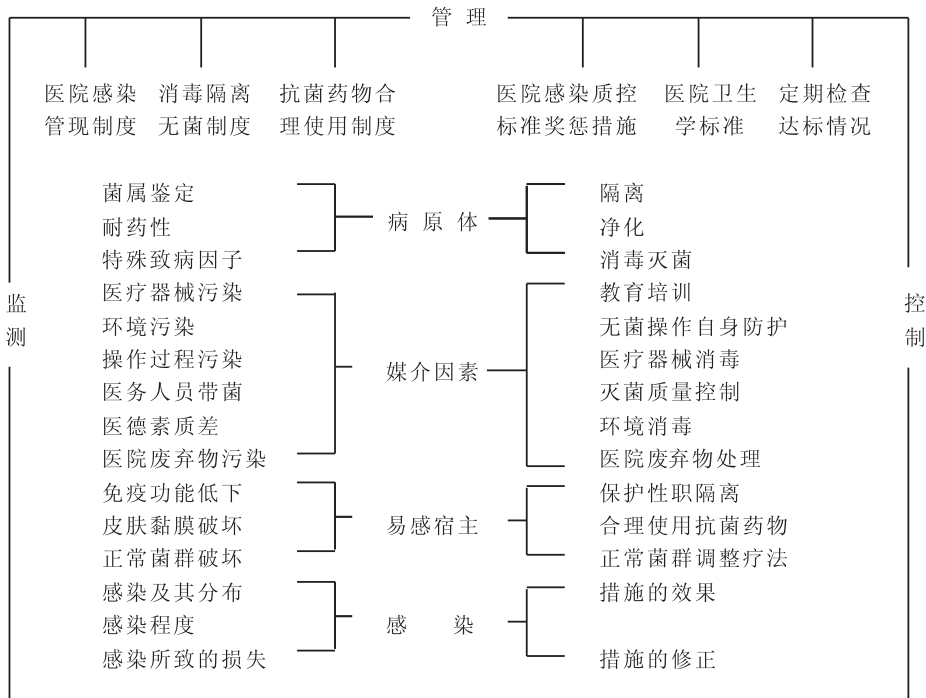 管 理
医院感染 消毒隔离 抗菌药物合 医院感染质控 医院卫生 定期检查
管现制度 无菌制度 理使用制度 标准奖惩措施 学标准 达标情况
菌属鉴定 隔离
耐药性 病 原 体 净化
特殊致病因子 消毒灭菌
医疗器械污染 教育培训
监 控
环境污染 无菌操作自身防护
测 制
操作过程污染 医疗器械消毒
媒介因素
医务人员带菌 灭菌质量控制
医德素质差 环境消毒
医院废弃物污染 医院废弃物处理
免疫功能低下 保护性职隔离
皮肤黏膜破坏 易感宿主 合理使用抗菌药物
正常菌群破坏 正常菌群调整疗法
感染及其分布 措施的效果
感染程度 感 染
感染所致的损失 措施的修正